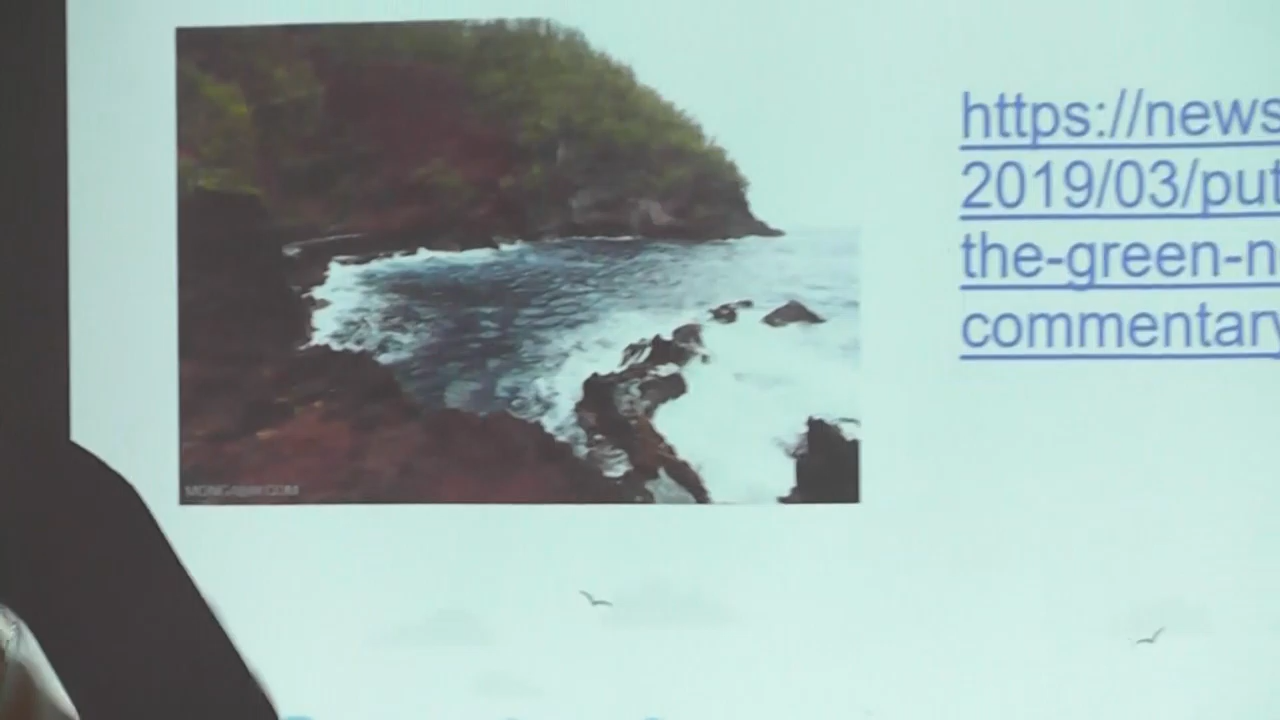 https://news
2019/03/put
the-green-n
commentary
MONGABAY.COM